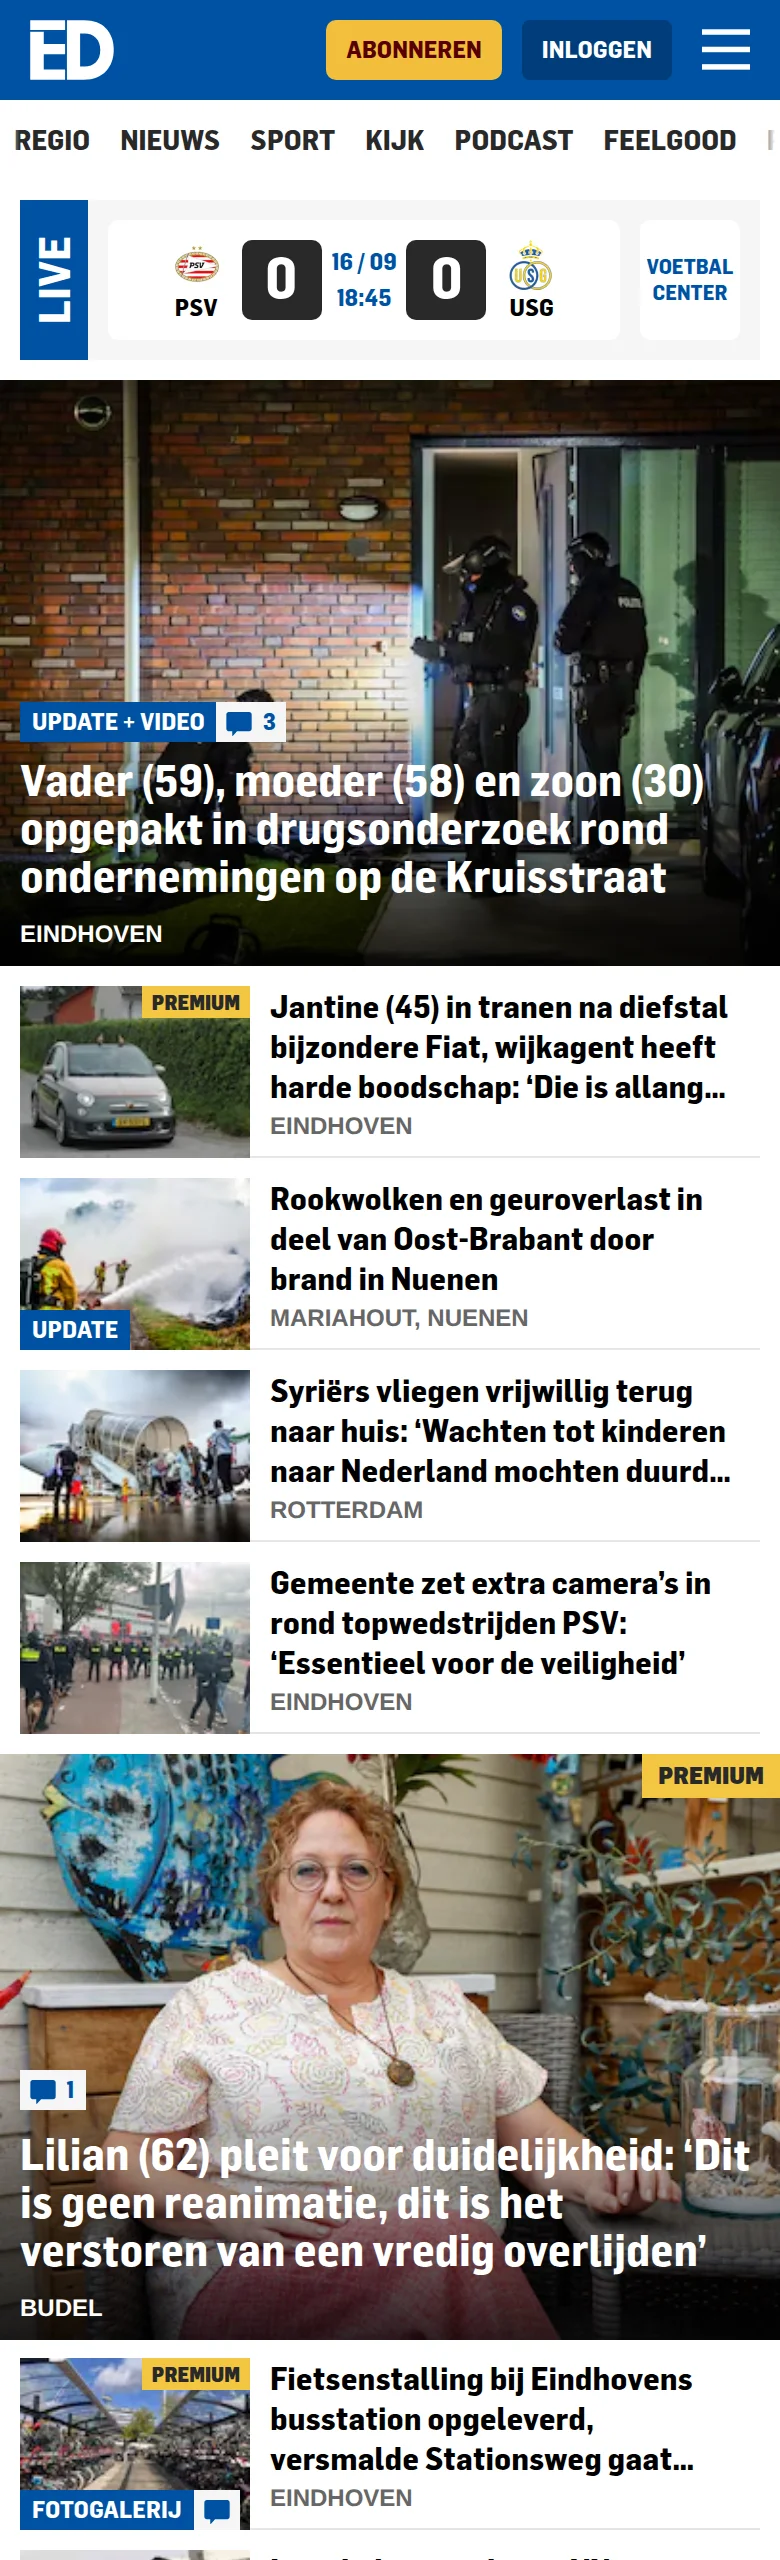 ED
ABONNEREN
INLOGGEN
REGIO NIEUWS SPORT KIJK PODCAST FEELGOOD
LIVE
PSV
0
16 / 09
18:45
0
USG
VOETBAL
CENTER
UPDATE + VIDEO
3
Vader (59), moeder (58) en zoon (30)
opgepakt in drugsonderzoek rond
ondernemingen op de Kruisstraat
EINDHOVEN
PREMIUM
Jantine (45) in tranen na diefstal
bijzondere Fiat, wijkagent heeft
harde boodschap: ‘Die is allang...
EINDHOVEN
UPDATE
Rookwolken en geuroverlast in
deel van Oost-Brabant door
brand in Nuenen
MARIAHOUT, NUENEN
Syriërs vliegen vrijwillig terug
naar huis: ‘Wachten tot kinderen
naar Nederland mochten duurd...
ROTTERDAM
Gemeente zet extra camera’s in
rond topwedstrijden PSV:
‘Essentieel voor de veiligheid’
EINDHOVEN
PREMIUM
1
Lilian (62) pleit voor duidelijkheid: ‘Dit
is geen reanimatie, dit is het
verstoren van een vredig overlijden’
BUDEL
PREMIUM
FOTOGALERIJ
Fietsenstalling bij Eindhovens
busstation opgeleverd,
versmalde Stationsweg gaat...
EINDHOVEN